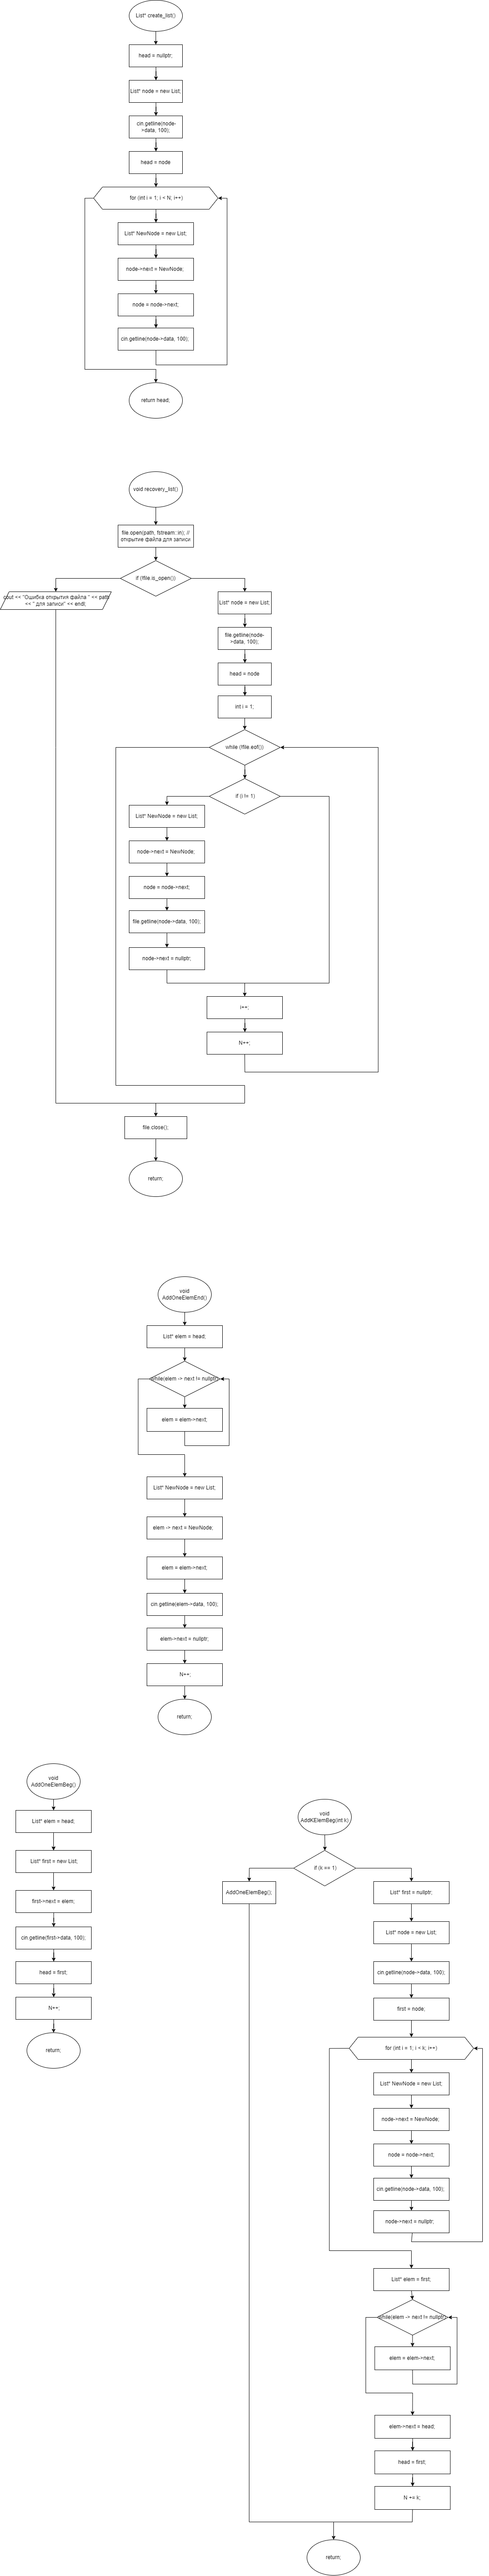 List* create_list()
head = nullptr;
List* node = new List;
cin.getline(node-
>data, 100);
head = node
for (int i = 1; i < N; i++)
List* NewNode = new List;
node->next = NewNode;
node = node->next;
cin.getline(node->data, 100);
return head;
void recovery_list()
file.open(path, fstream::in); //
открытие файла для записи
if (!file.is_open())
cout << "Ошибка открытия файла " << path
<< " для записи" << endl;
List* node = new List;
file.getline(node-
>data, 100);
head = node
int i = 1;
while (!file.eof())
if (i != 1)
List* NewNode = new List;
node->next = NewNode;
node = node->next;
file.getline(node->data, 100);
node->next = nullptr;
i++;
N++;
file.close();
return;
void
AddOneElemEnd()
List* elem = head;
while(elem -> next != nullptr)
elem = elem->next;
List* NewNode = new List;
elem -> next = NewNode;
elem = elem->next;
cin.getline(elem->data, 100);
elem->next = nullptr;
N++;
return;
void
AddOneElemBeg()
List* elem = head;
List* first = new List;
first->next = elem;
cin.getline(first->data, 100);
head = first;
N++;
return;
void
AddKElemBeg(int k)
if (k == 1)
AddOneElemBeg();
List* first = nullptr;
List* node = new List;
cin.getline(node->data, 100);
first = node;
for (int i = 1; i < k; i++)
List* NewNode = new List;
node->next = NewNode;
node = node->next;
cin.getline(node->data, 100);
node->next = nullptr;
List* elem = first;
while(elem -> next != nullptr)
elem = elem->next;
elem->next = head;
head = first;
N += k;
return;